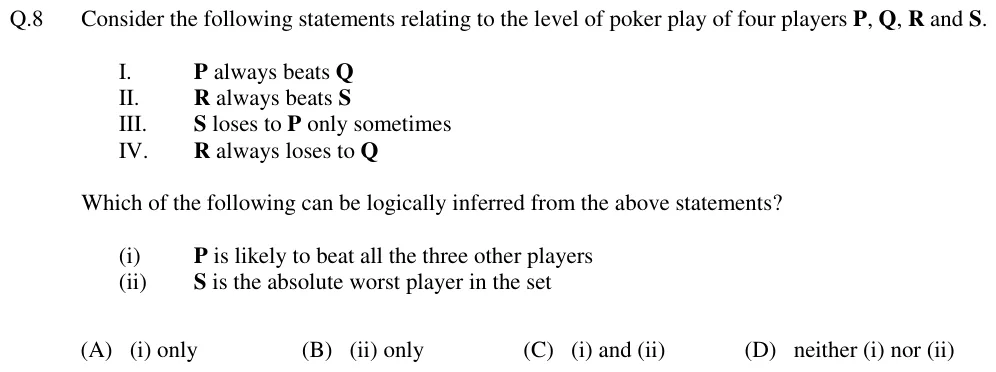 Q.8 Consider the following statements relating to the level of poker play of four players P, Q, R and S.
I. P always beats Q
II. R always beats S
III. S loses to P only sometimes
IV. R always loses to Q
Which of the following can be logically inferred from the above statements?
(i) P is likely to beat all the three other players
(ii) S is the absolute worst player in the set
(A) (i) only (B) (ii) only (C) (i) and (ii) (D) neither (i) nor (ii)